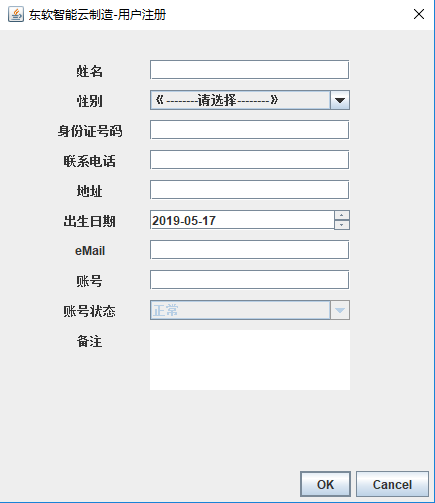 东软智能云制造-用户注册
姓名
性别 《--------请选择--------》
身份证号码
联系电话
地址
出生日期 2019-05-17
eMail
账号
账号状态 正常
备注
OK Cancel